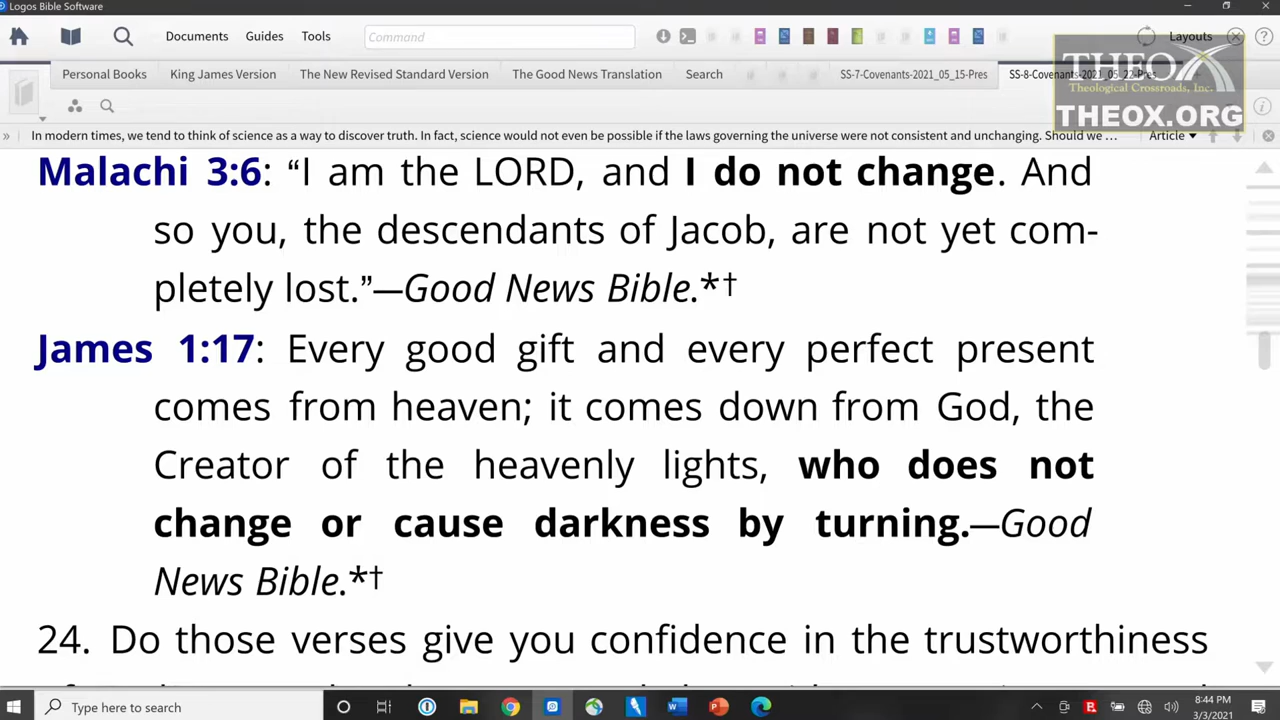 Logos Bible Software
Documents Guides Tools Command Layouts
Personal Books King James Version The New Revised Standard Version The Good News Translation Search SS-7-Covenants-2021_05_15-Pres SS-8-Covenants-2021_05_22-Pres
THEOX
Theological Crossroads, Inc.
THEOX.ORG
» In modern times, we tend to think of science as a way to discover truth. In fact, science would not even be possible if the laws governing the universe were not consistent and unchanging. Should we ... Article
Malachi 3:6: “I am the LORD, and I do not change. And
so you, the descendants of Jacob, are not yet com-
pletely lost.”—Good News Bible.*†
James 1:17: Every good gift and every perfect present
comes from heaven; it comes down from God, the
Creator of the heavenly lights, who does not
change or cause darkness by turning.—Good
News Bible.*†
24. Do those verses give you confidence in the trustworthiness
Type here to search
8:44 PM
3/3/2021